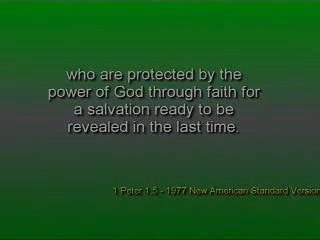 who are protected by the
power of God through faith for
a salvation ready to be
revealed in the last time.
1 Peter 1:5 - 1977 New American Standard Version